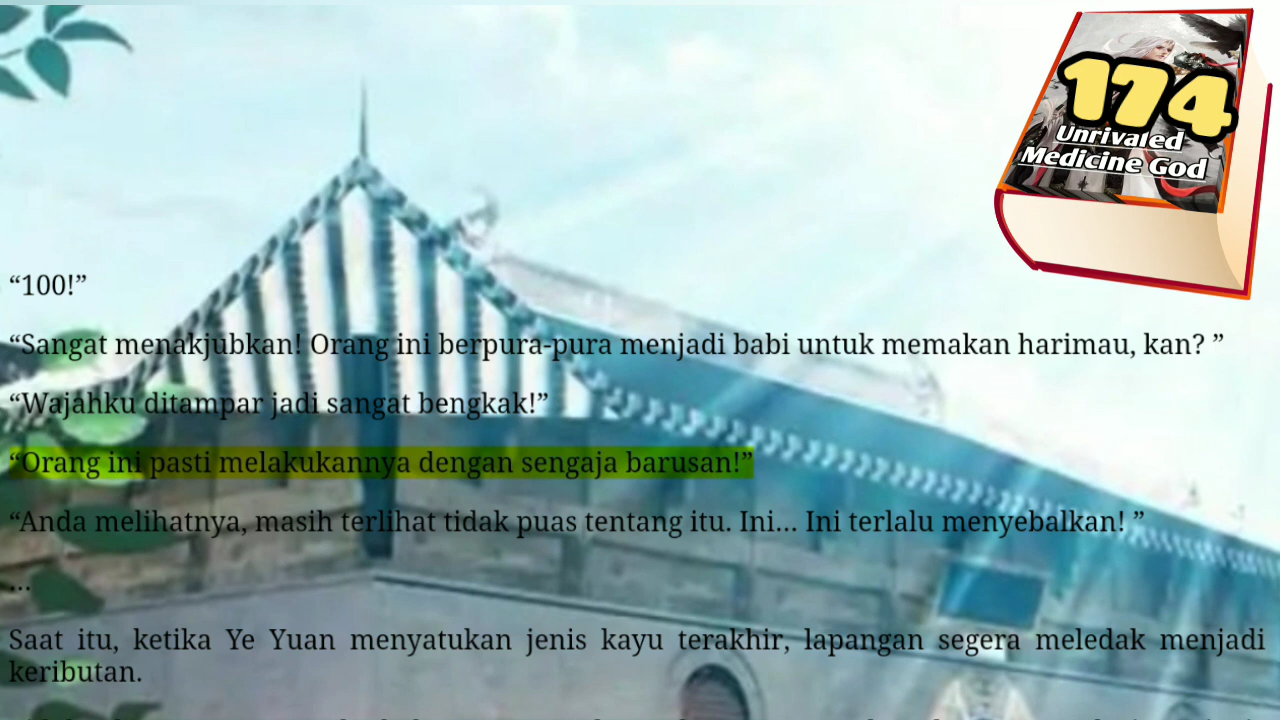 174
Unrivaled
Medicine God
“100!”
“Sangat menakjubkan! Orang ini berpura-pura menjadi babi untuk memakan harimau, kan? ”
“Wajahku ditampar jadi sangat bengkak!”
“Orang ini pasti melakukannya dengan sengaja barusan!”
“Anda melihatnya, masih terlihat tidak puas tentang itu. Ini… Ini terlalu menyebalkan! ”
…
Saat itu, ketika Ye Yuan menyatukan jenis kayu terakhir, lapangan segera meledak menjadi
keributan.